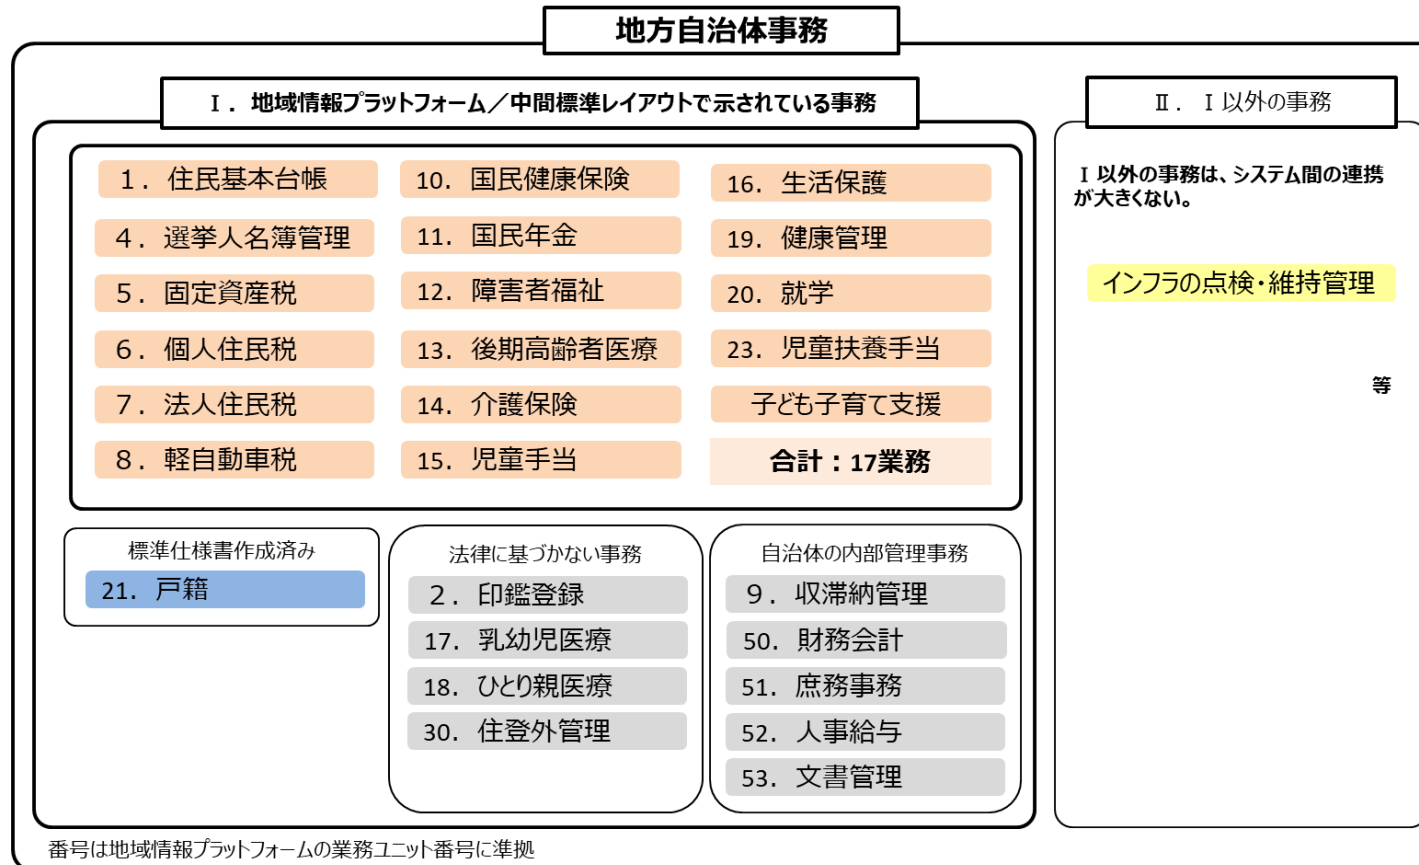 地方自治体事務
Ⅰ．地域情報プラットフォーム／中間標準レイアウトで示されている事務
１．住民基本台帳
４．選挙人名簿管理
５．固定資産税
６．個人住民税
７．法人住民税
８．軽自動車税
10．国民健康保険
11．国民年金
12．障害者福祉
13．後期高齢者医療
14．介護保険
15．児童手当
16．生活保護
19．健康管理
20．就学
23．児童扶養手当
子ども子育て支援
合計：17業務
標準仕様書作成済み
21．戸籍
法律に基づかない事務
２．印鑑登録
17．乳幼児医療
18．ひとり親医療
30．住登外管理
自治体の内部管理事務
９．収滞納管理
50．財務会計
51．庶務事務
52．人事給与
53．文書管理
Ⅱ．Ⅰ以外の事務
Ⅰ以外の事務は、システム間の連携
が大きくない。
インフラの点検・維持管理
等
番号は地域情報プラットフォームの業務ユニット番号に準拠